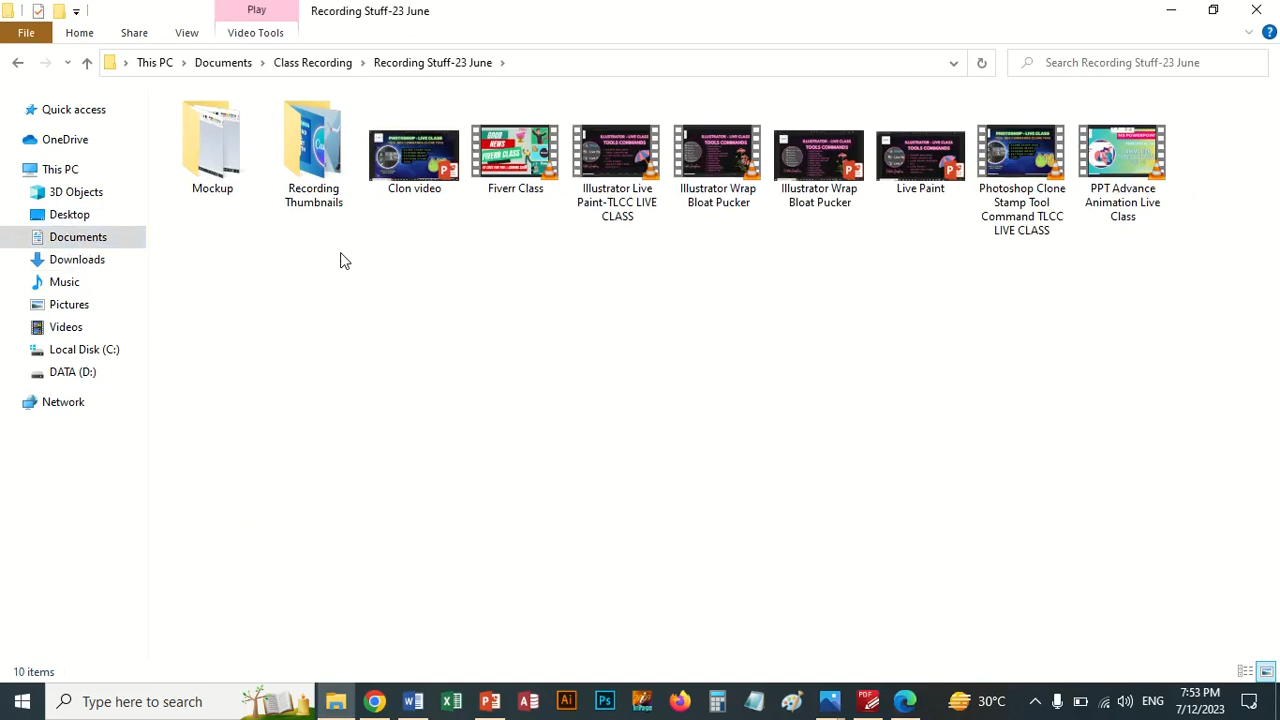 Play
Recording Stuff-23 June
File
Home
Share
View
Video Tools
This PC
Documents
Class Recording
Recording Stuff-23 June
Search Recording Stuff-23 June
Quick access
OneDrive
This PC
3D Objects
Desktop
Documents
Downloads
Music
Pictures
Videos
Local Disk (C:)
DATA (D:)
Network
Mockup
Recording
Thumbnails
Clon video
Fiverr Class
Illustrator Live
Paint-TLCC LIVE
CLASS
Illustrator Wrap
Bloat Pucker
Illustrator Wrap
Bloat Pucker
Live Paint
Photoshop Clone
Stamp Tool
Command TLCC
LIVE CLASS
PPT Advance
Animation Live
Class
10 items
Type here to search
30°C
ENG
7:53 PM
7/12/2023